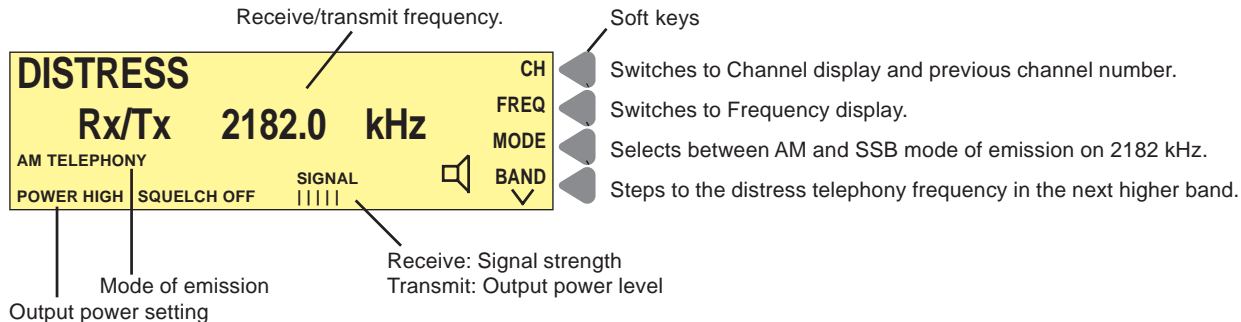 Receive/transmit frequency.
Soft keys
DISTRESS
CH
Switches to Channel display and previous channel number.
FREQ
Switches to Frequency display.
Rx/Tx 2182.0 kHz
MODE
Selects between AM and SSB mode of emission on 2182 kHz.
AM TELEPHONY
SIGNAL
BAND
Steps to the distress telephony frequency in the next higher band.
POWER HIGH SQUELCH OFF
Receive: Signal strength
Mode of emission
Transmit: Output power level
Output power setting